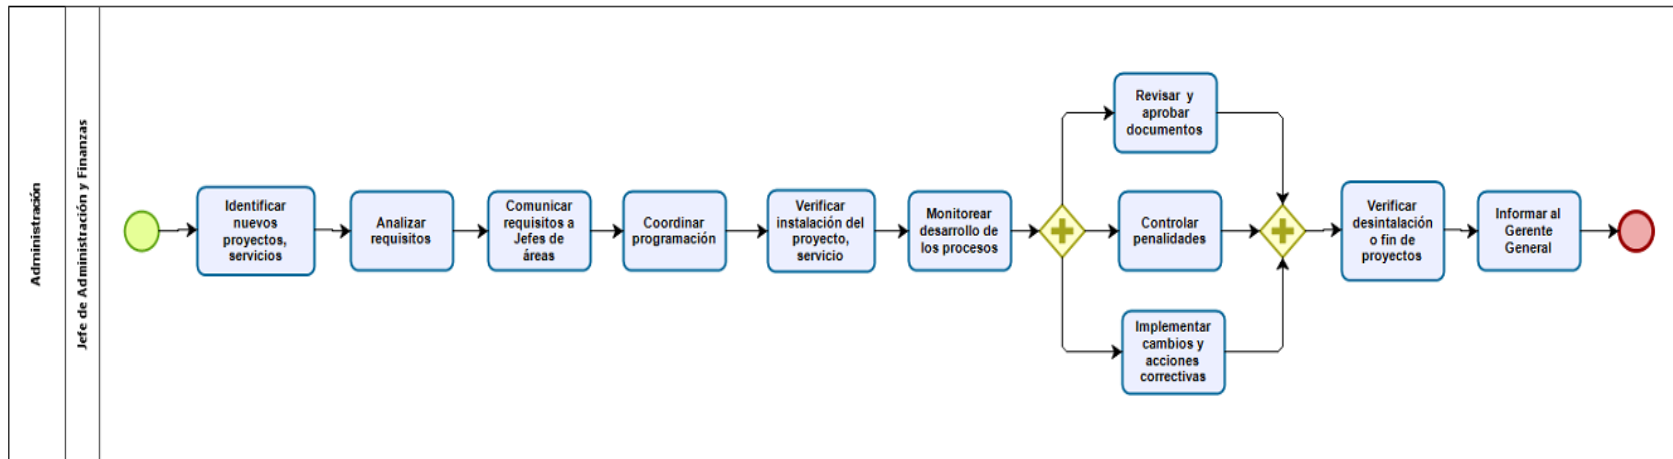 Administración
Jefe de Administración y Finanzas
Identificar
nuevos
proyectos,
servicios
Analizar
requisitos
Comunicar
requisitos a
Jefes de
áreas
Coordinar
programación
Verificar
instalación del
proyecto,
servicio
Monitorear
desarrollo de
los procesos
Revisar y
aprobar
documentos
Controlar
penalidades
Implementar
cambios y
acciones
correctivas
Verificar
desintalación
o fin de
proyectos
Informar al
Gerente
General